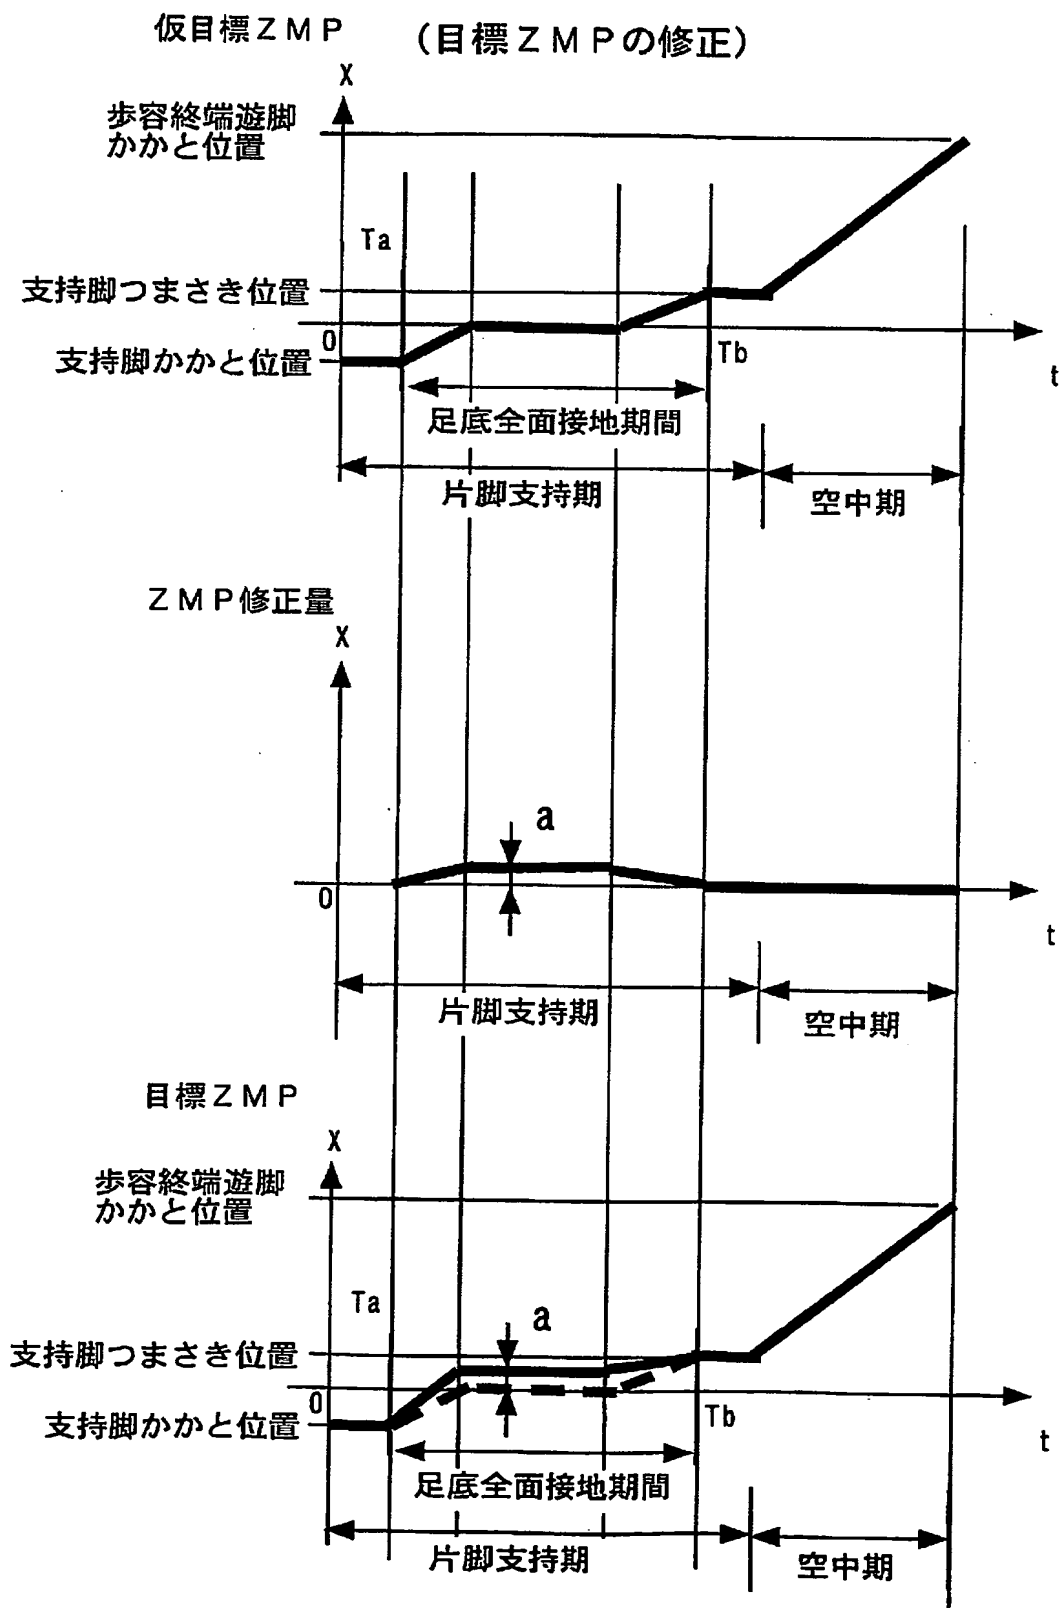 仮目標ZMP (目標ZMPの修正)
X
歩容終端遊脚
かかと位置
Ta
支持脚つまさき位置
0
支持脚かかと位置
Tb
t
足底全面接地期間
片脚支持期
空中期
ZMP修正量
X
a
0
t
片脚支持期
空中期
目標ZMP
X
歩容終端遊脚
かかと位置
Ta
a
支持脚つまさき位置
0
支持脚かかと位置
Tb
t
足底全面接地期間
片脚支持期
空中期